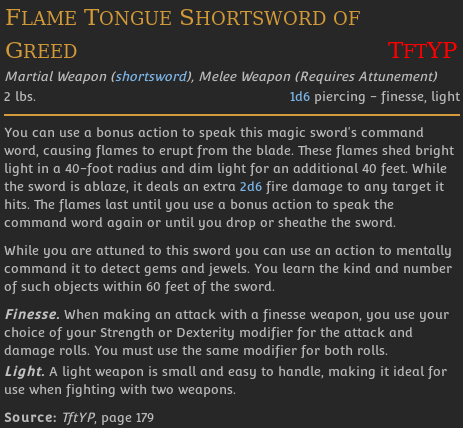 Flame Tongue Shortsword of
Greed TftYP
Martial Weapon (shortsword), Melee Weapon (Requires Attunement)
2 lbs. 1d6 piercing - finesse, light
You can use a bonus action to speak this magic sword's command
word, causing flames to erupt from the blade. These flames shed bright
light in a 40-foot radius and dim light for an additional 40 feet. While
the sword is ablaze, it deals an extra 2d6 fire damage to any target it
hits. The flames last until you use a bonus action to speak the
command word again or until you drop or sheathe the sword.
While you are attuned to this sword you can use an action to mentally
command it to detect gems and jewels. You learn the kind and number
of such objects within 60 feet of the sword.
Finesse. When making an attack with a finesse weapon, you use your
choice of your Strength or Dexterity modifier for the attack and
damage rolls. You must use the same modifier for both rolls.
Light. A light weapon is small and easy to handle, making it ideal for
use when fighting with two weapons.
Source: TftYP, page 179